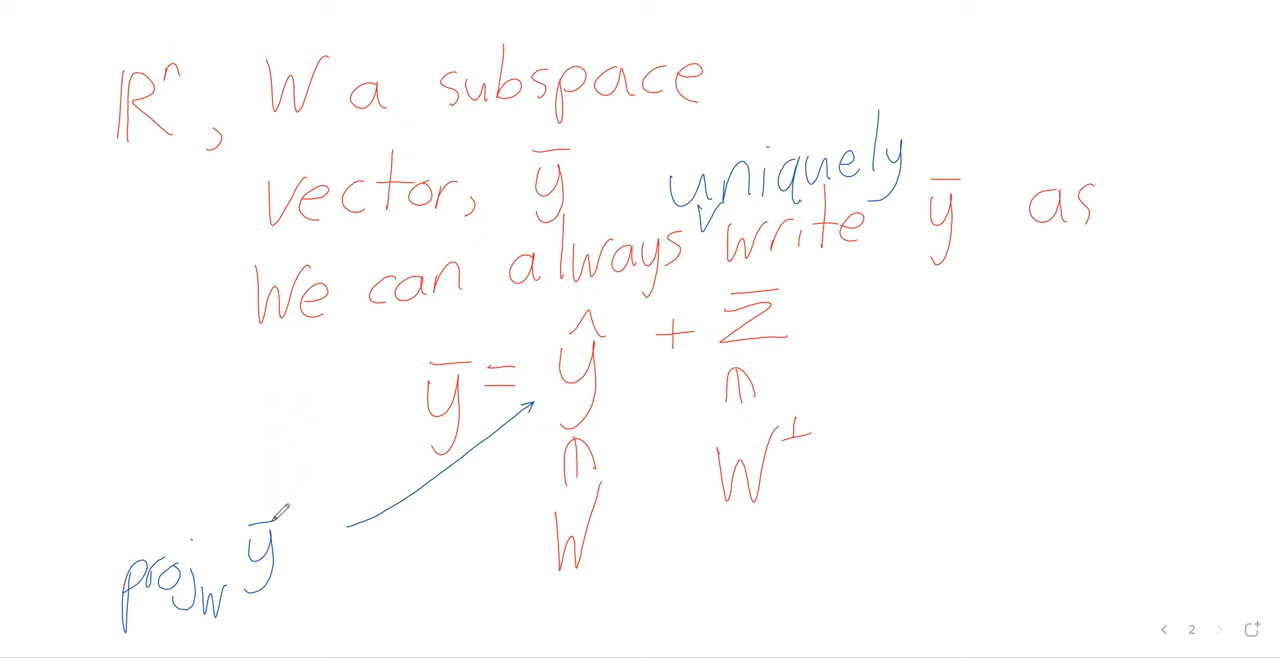 ℝⁿ, W a subspace
vector, ȳ
We can always uniquely write ȳ as
ȳ = ŷ + z̄
∈ ∈
W W⊥
proj_W ȳ
2